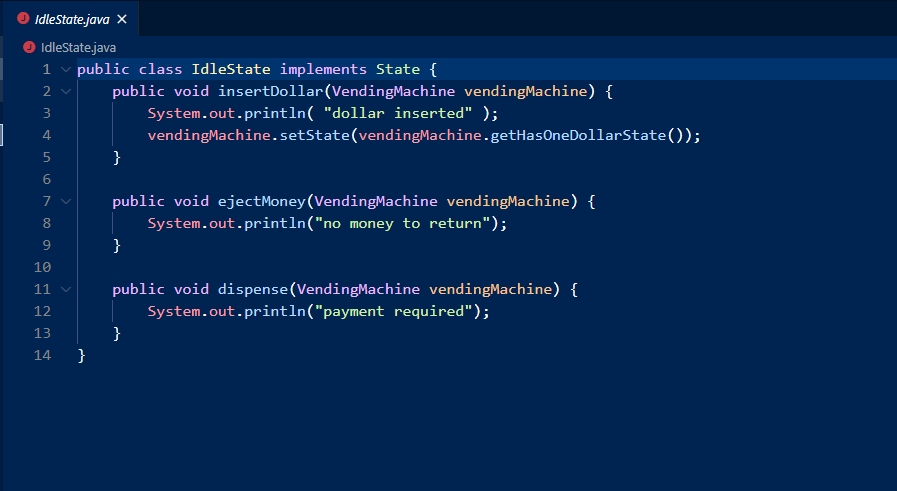 IdleState.java
IdleState.java
1 public class IdleState implements State {
2 public void insertDollar(VendingMachine vendingMachine) {
3 System.out.println( "dollar inserted" );
4 vendingMachine.setState(vendingMachine.getHasOneDollarState());
5 }
6
7 public void ejectMoney(VendingMachine vendingMachine) {
8 System.out.println("no money to return");
9 }
10
11 public void dispense(VendingMachine vendingMachine) {
12 System.out.println("payment required");
13 }
14 }